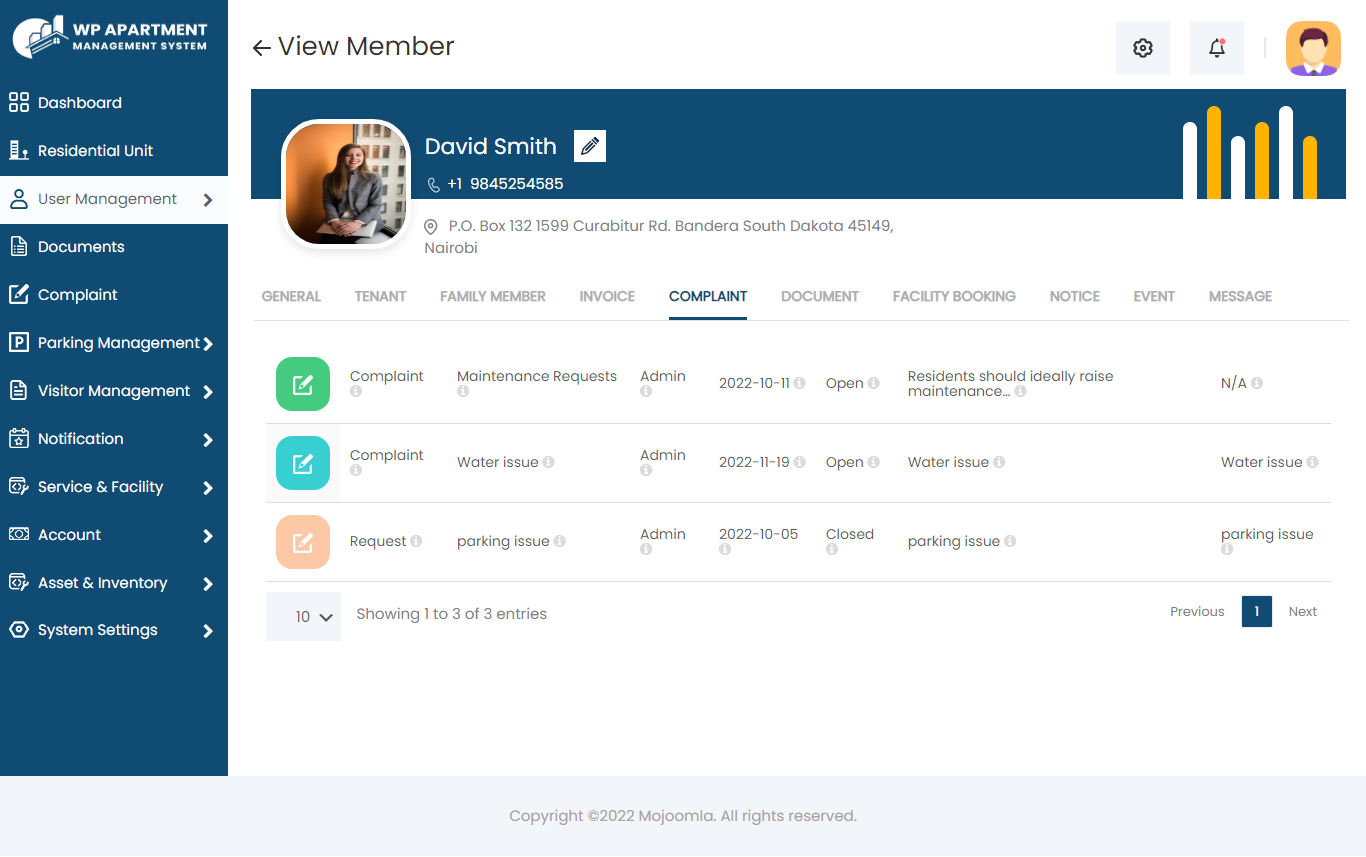 WP APARTMENT
MANAGEMENT SYSTEM
Dashboard
Residential Unit
User Management
Documents
Complaint
P Parking Management
Visitor Management
Notification
Service & Facility
Account
Asset & Inventory
System Settings
View Member
David Smith
+1 9845254585
P.O. Box 132 1599 Curabitur Rd. Bandera South Dakota 45149,
Nairobi
GENERAL TENANT FAMILY MEMBER INVOICE COMPLAINT DOCUMENT FACILITY BOOKING NOTICE EVENT MESSAGE
Complaint Maintenance Requests Admin 2022-10-11 Open Residents should ideally raise
maintenance... N/A
Complaint Water issue Admin 2022-11-19 Open Water issue Water issue
Request parking issue Admin 2022-10-05 Closed parking issue parking issue
10 Showing 1 to 3 of 3 entries Previous 1 Next
Copyright ©2022 Mojoomla. All rights reserved.